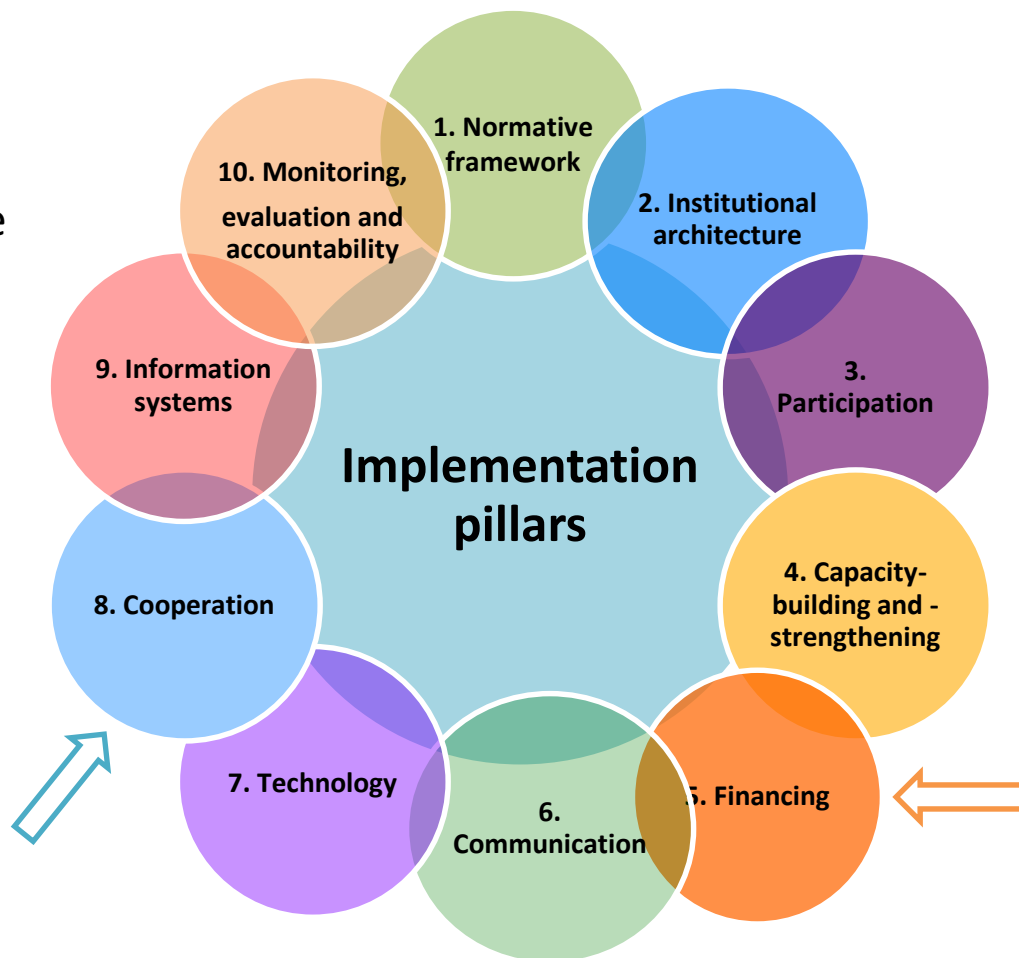 1. Normative
framework
2. Institutional
architecture
3.
Participation
4. Capacity-
building and -
strengthening
5. Financing
6.
Communication
7. Technology
8. Cooperation
9. Information
systems
10. Monitoring,
evaluation and
accountability
Implementation
pillars
e